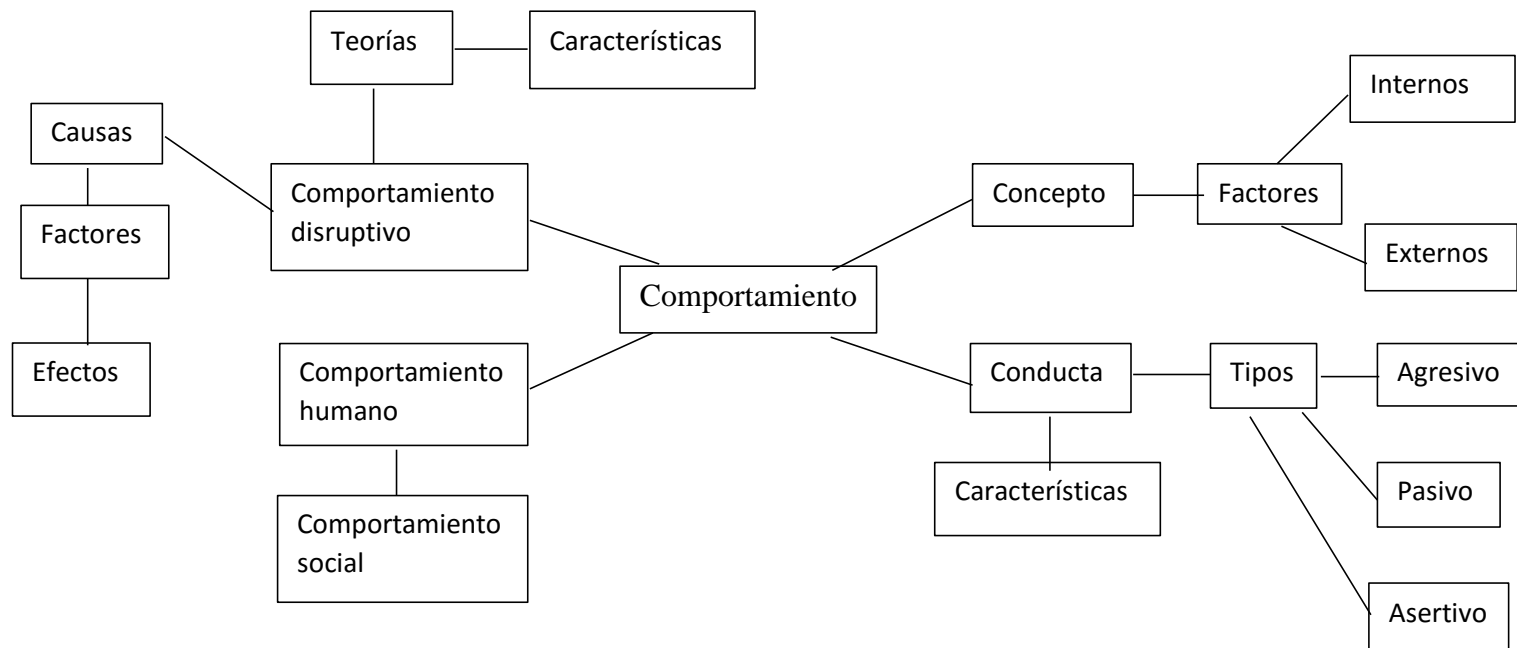 Teorías
Características
Internos
Causas
Comportamiento
disruptivo
Concepto
Factores
Factores
Externos
Comportamiento
Efectos
Comportamiento
humano
Conducta
Tipos
Agresivo
Características
Pasivo
Comportamiento
social
Asertivo